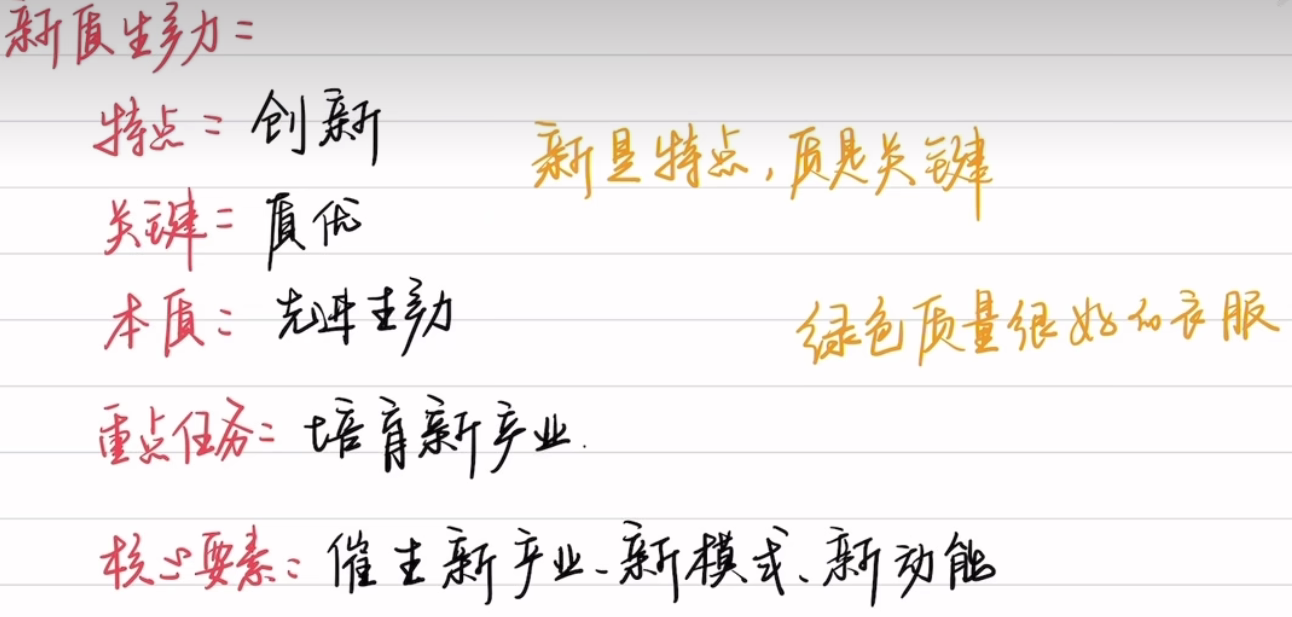 新质生产力:
特点: 创新
新是特点,质是关键
关键: 质优
本质: 先进生产力
绿色质量很好的衣服
重点任务: 培育新产业.
核心要素: 催生新产业、新模式、新动能